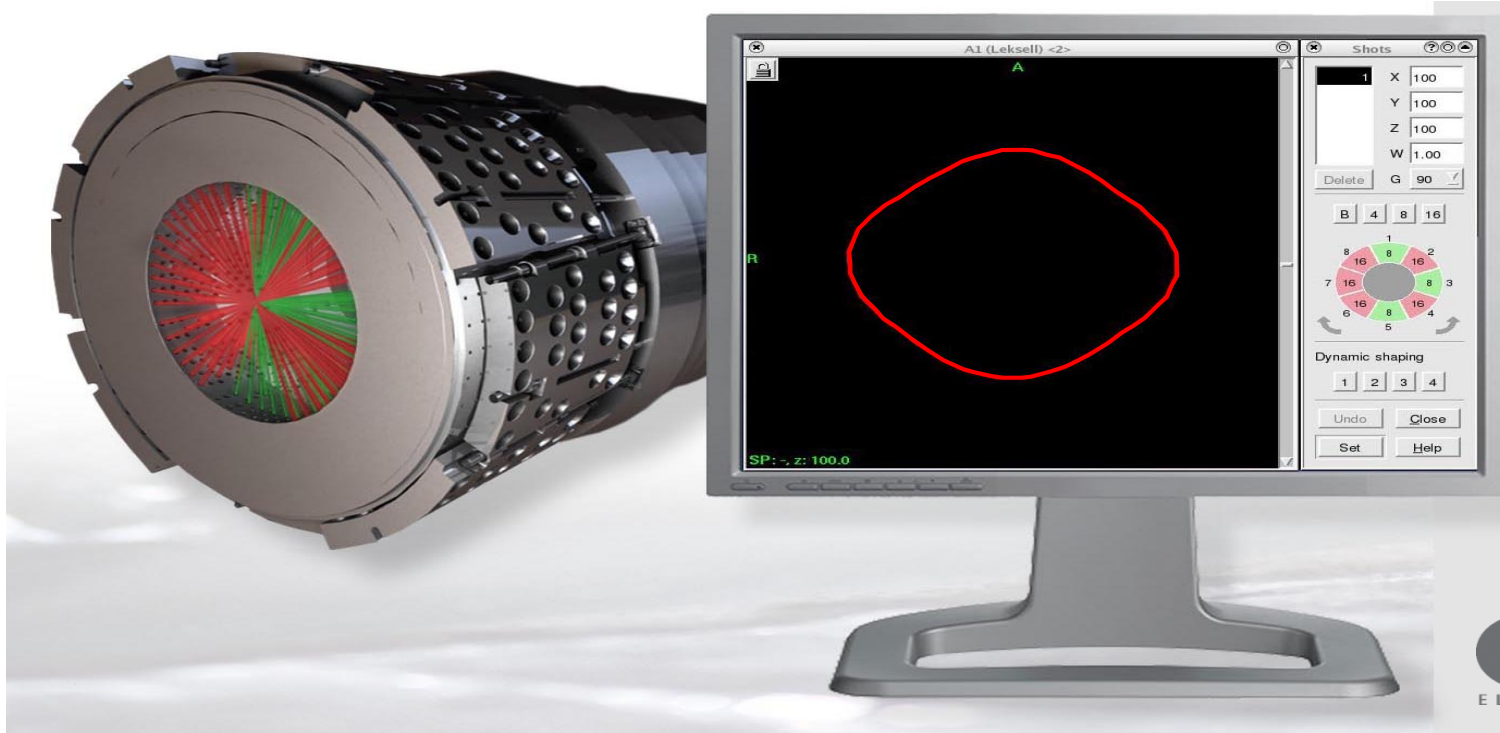 A1 (Leksell) <2>
A
R
SP: -, z: 100.0
Shots
?
1
X 100
Y 100
Z 100
W 1.00
Delete
G 90
B 4 8 16
1
8
8 16
16 2
7 16
8 3
6 16
16 4
8
5
Dynamic shaping
1 2 3 4
Undo Close
Set Help